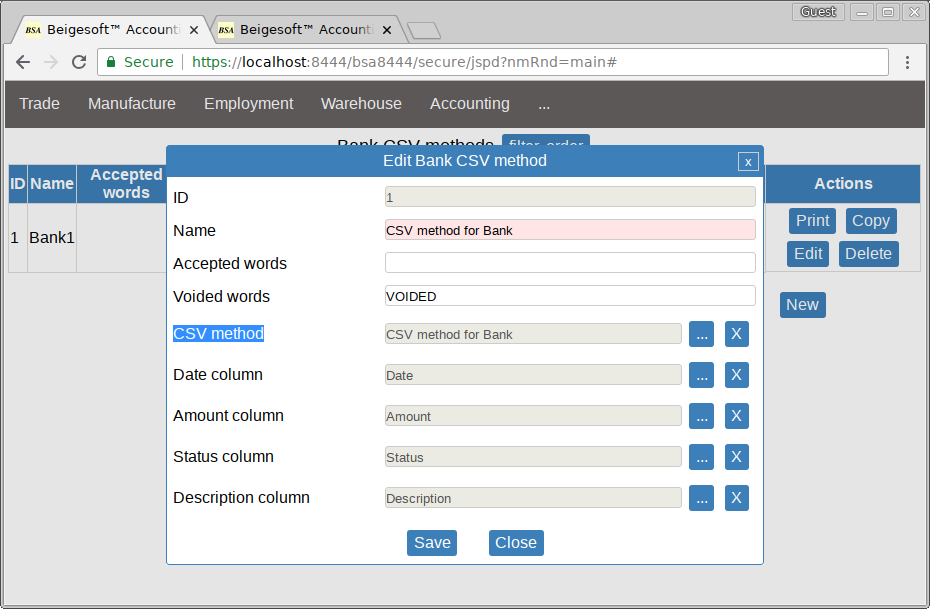 Guest
BSA Beigesoft™ Account
BSA Beigesoft™ Account
Secure https://localhost:8444/bsa8444/secure/jspd?nmRnd=main#
Trade Manufacture Employment Warehouse Accounting ...
Bank CSV methods filter-order
Edit Bank CSV method x
ID Name Accepted words Actions
1 Bank1 Print Copy
Edit Delete
New
ID 1
Name CSV method for Bank
Accepted words
Voided words VOIDED
CSV method CSV method for Bank ... X
Date column Date ... X
Amount column Amount ... X
Status column Status ... X
Description column Description ... X
Save Close